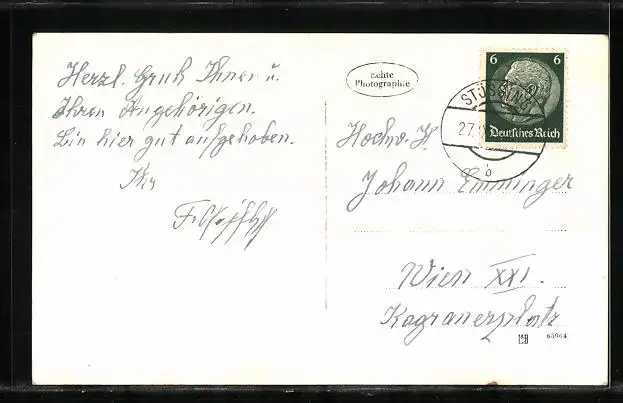 Herzl. Gruß Ihnen u.
Ihren Angehörigen.
Bin hier gut aufgehoben.
Ihr
Echte
Photographie
6 6
Deutsches Reich
27.
b
Hochw. H
Johann Emminger
Wien XXI.
Kagranerplatz
65964